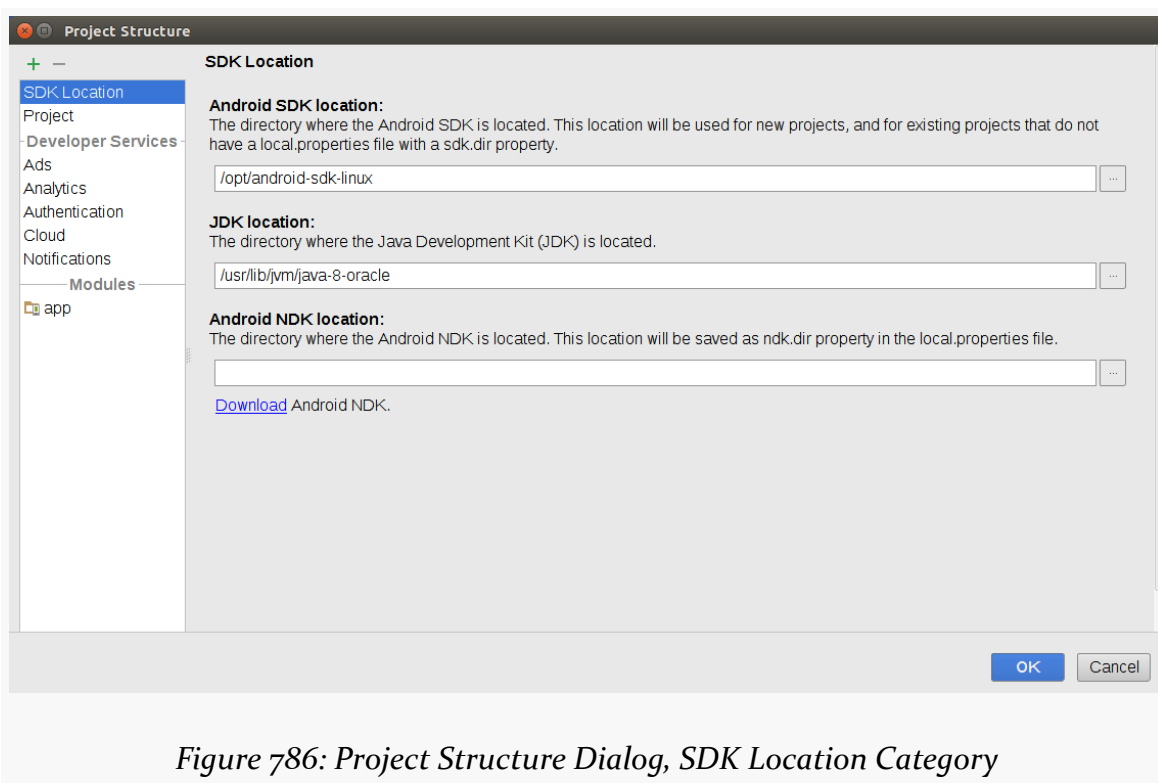 Project Structure
SDK Location
Project
Developer Services
Ads
Analytics
Authentication
Cloud
Notifications
Modules
app
SDK Location
Android SDK location:
The directory where the Android SDK is located. This location will be used for new projects, and for existing projects that do not
have a local.properties file with a sdk.dir property.
/opt/android-sdk-linux
...
JDK location:
The directory where the Java Development Kit (JDK) is located.
/usr/lib/jvm/java-8-oracle
...
Android NDK location:
The directory where the Android NDK is located. This location will be saved as ndk.dir property in the local.properties file.
...
Download Android NDK.
OK
Cancel
Figure 786: Project Structure Dialog, SDK Location Category